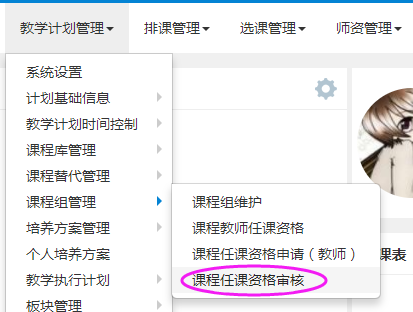 教学计划管理 排课管理 选课管理 师资管理
系统设置
计划基础信息
教学计划时间控制
课程库管理
课程替代管理
课程组管理
课程组维护
培养方案管理
课程教师任课资格
个人培养方案
课程任课资格申请（教师） 课表
教学执行计划
课程任课资格审核
板块管理